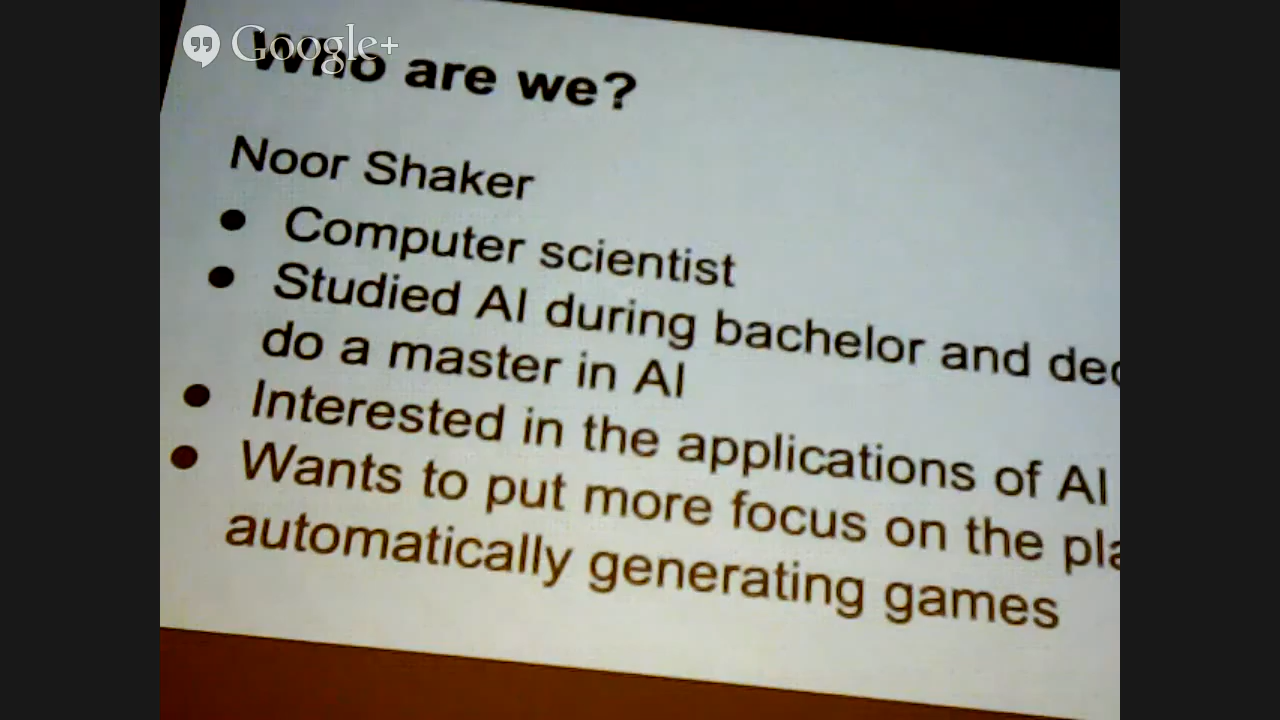 Google+
Who are we?
Noor Shaker
● Computer scientist
● Studied AI during bachelor and
do a master in AI
● Interested in the applications of AI
● Wants to put more focus on the
automatically generating games